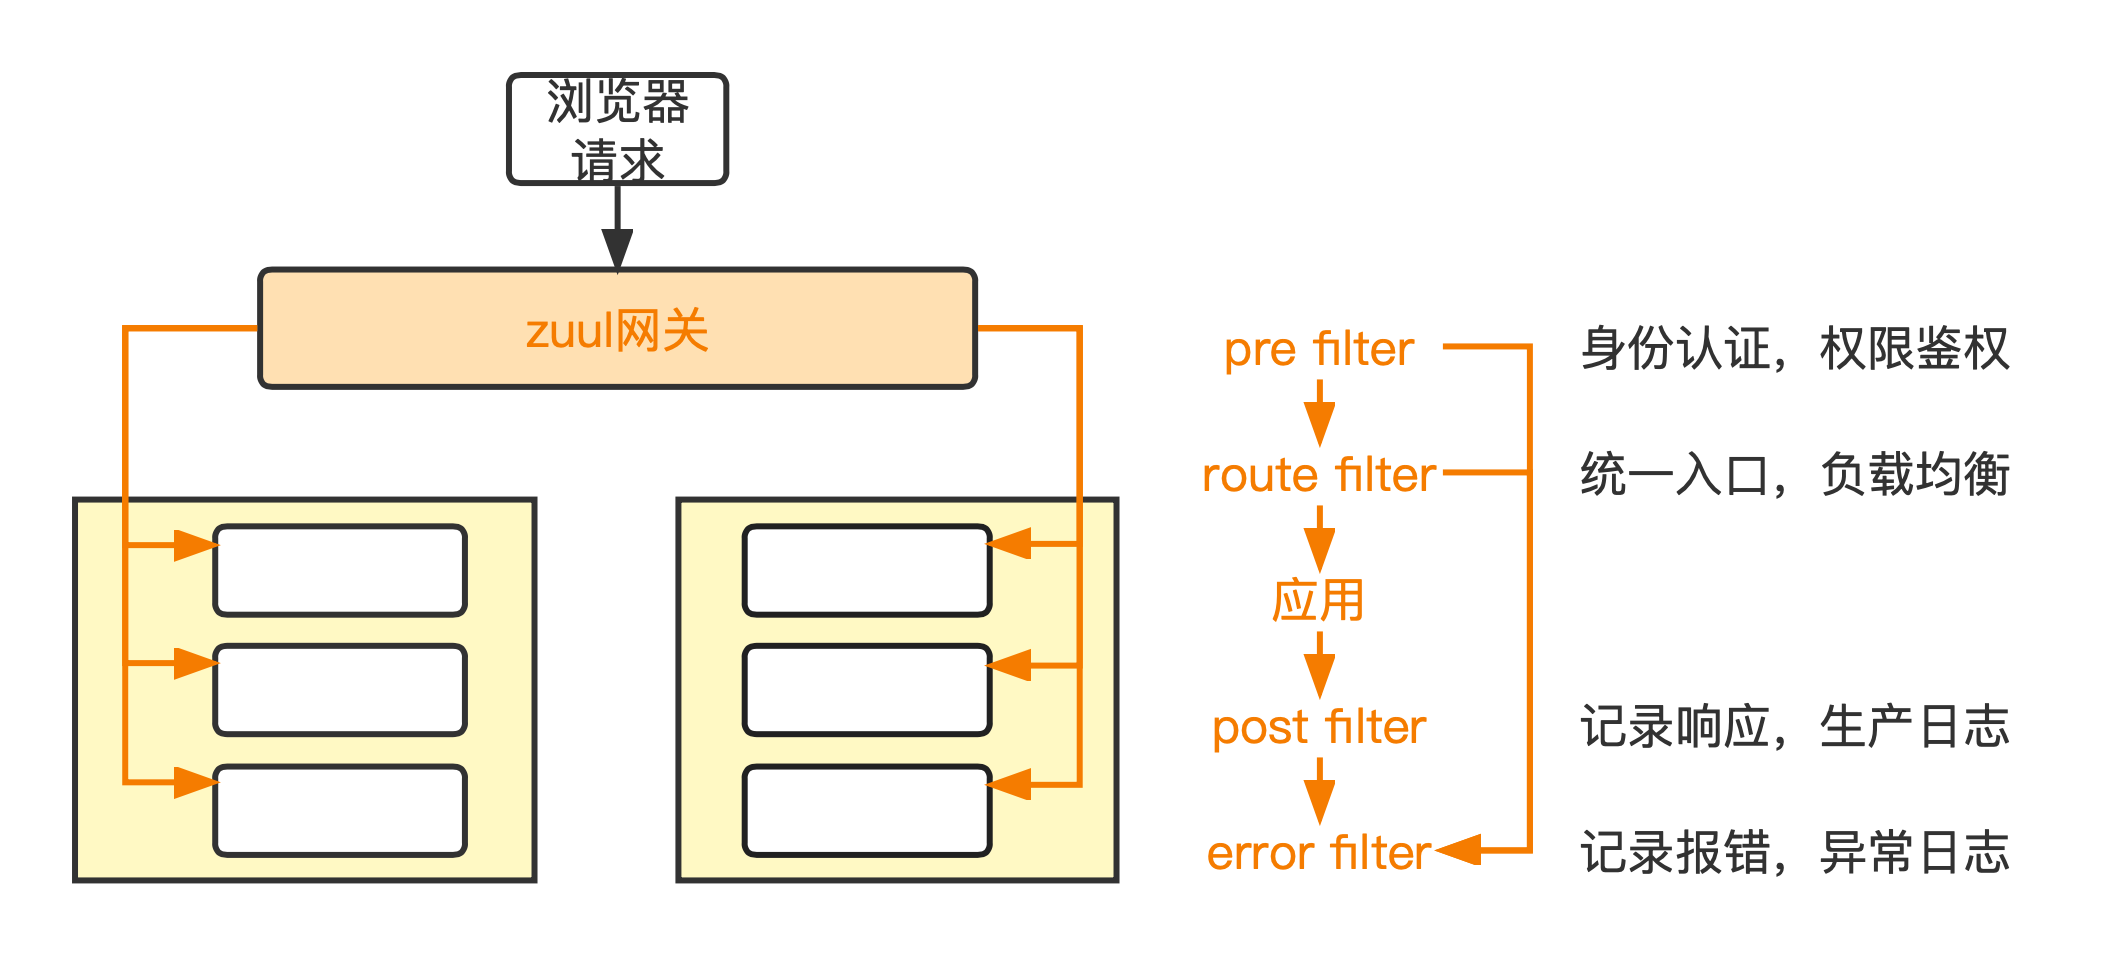 浏览器
请求
zuul网关
pre filter
身份认证，权限鉴权
route filter
统一入口，负载均衡
应用
post filter
记录响应，生产日志
error filter
记录报错，异常日志